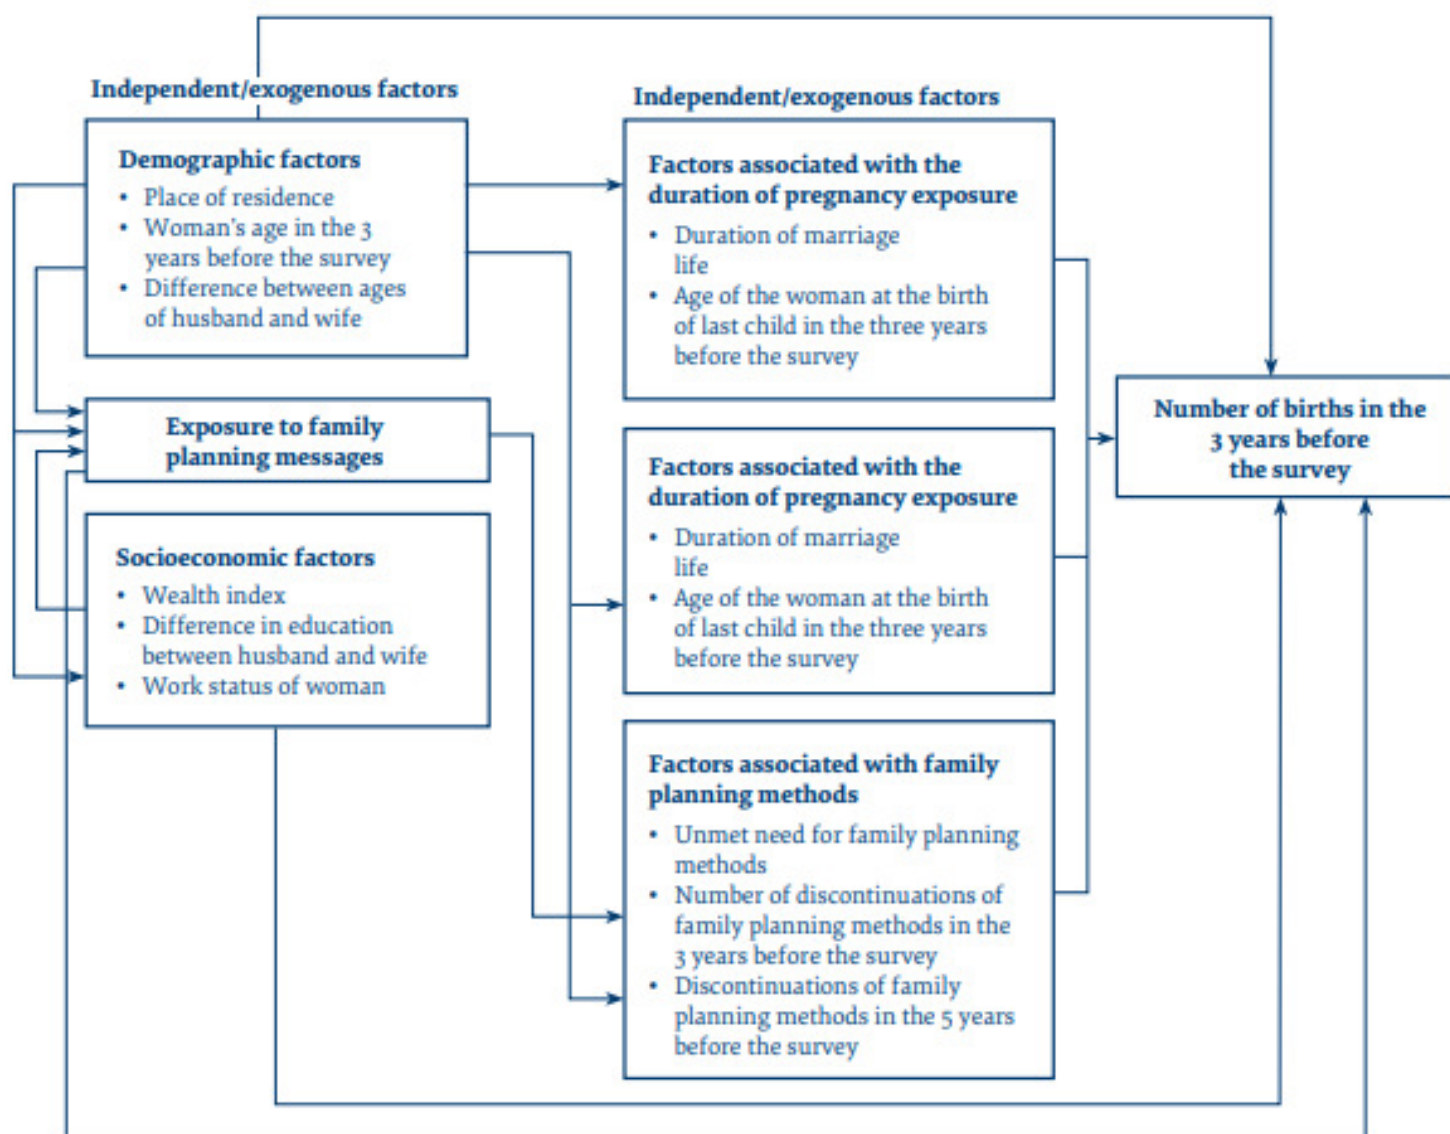 Independent/exogenous factors
Demographic factors
• Place of residence
• Woman's age in the 3
years before the survey
• Difference between ages
of husband and wife
Exposure to family
planning messages
Socioeconomic factors
• Wealth index
• Difference in education
between husband and wife
• Work status of woman
Independent/exogenous factors
Factors associated with the
duration of pregnancy exposure
• Duration of marriage
life
• Age of the woman at the birth
of last child in the three years
before the survey
Factors associated with the
duration of pregnancy exposure
• Duration of marriage
life
• Age of the woman at the birth
of last child in the three years
before the survey
Factors associated with family
planning methods
• Unmet need for family planning
methods
• Number of discontinuations of
family planning methods in the
3 years before the survey
• Discontinuations of family
planning methods in the 5 years
before the survey
Number of births in the
3 years before
the survey